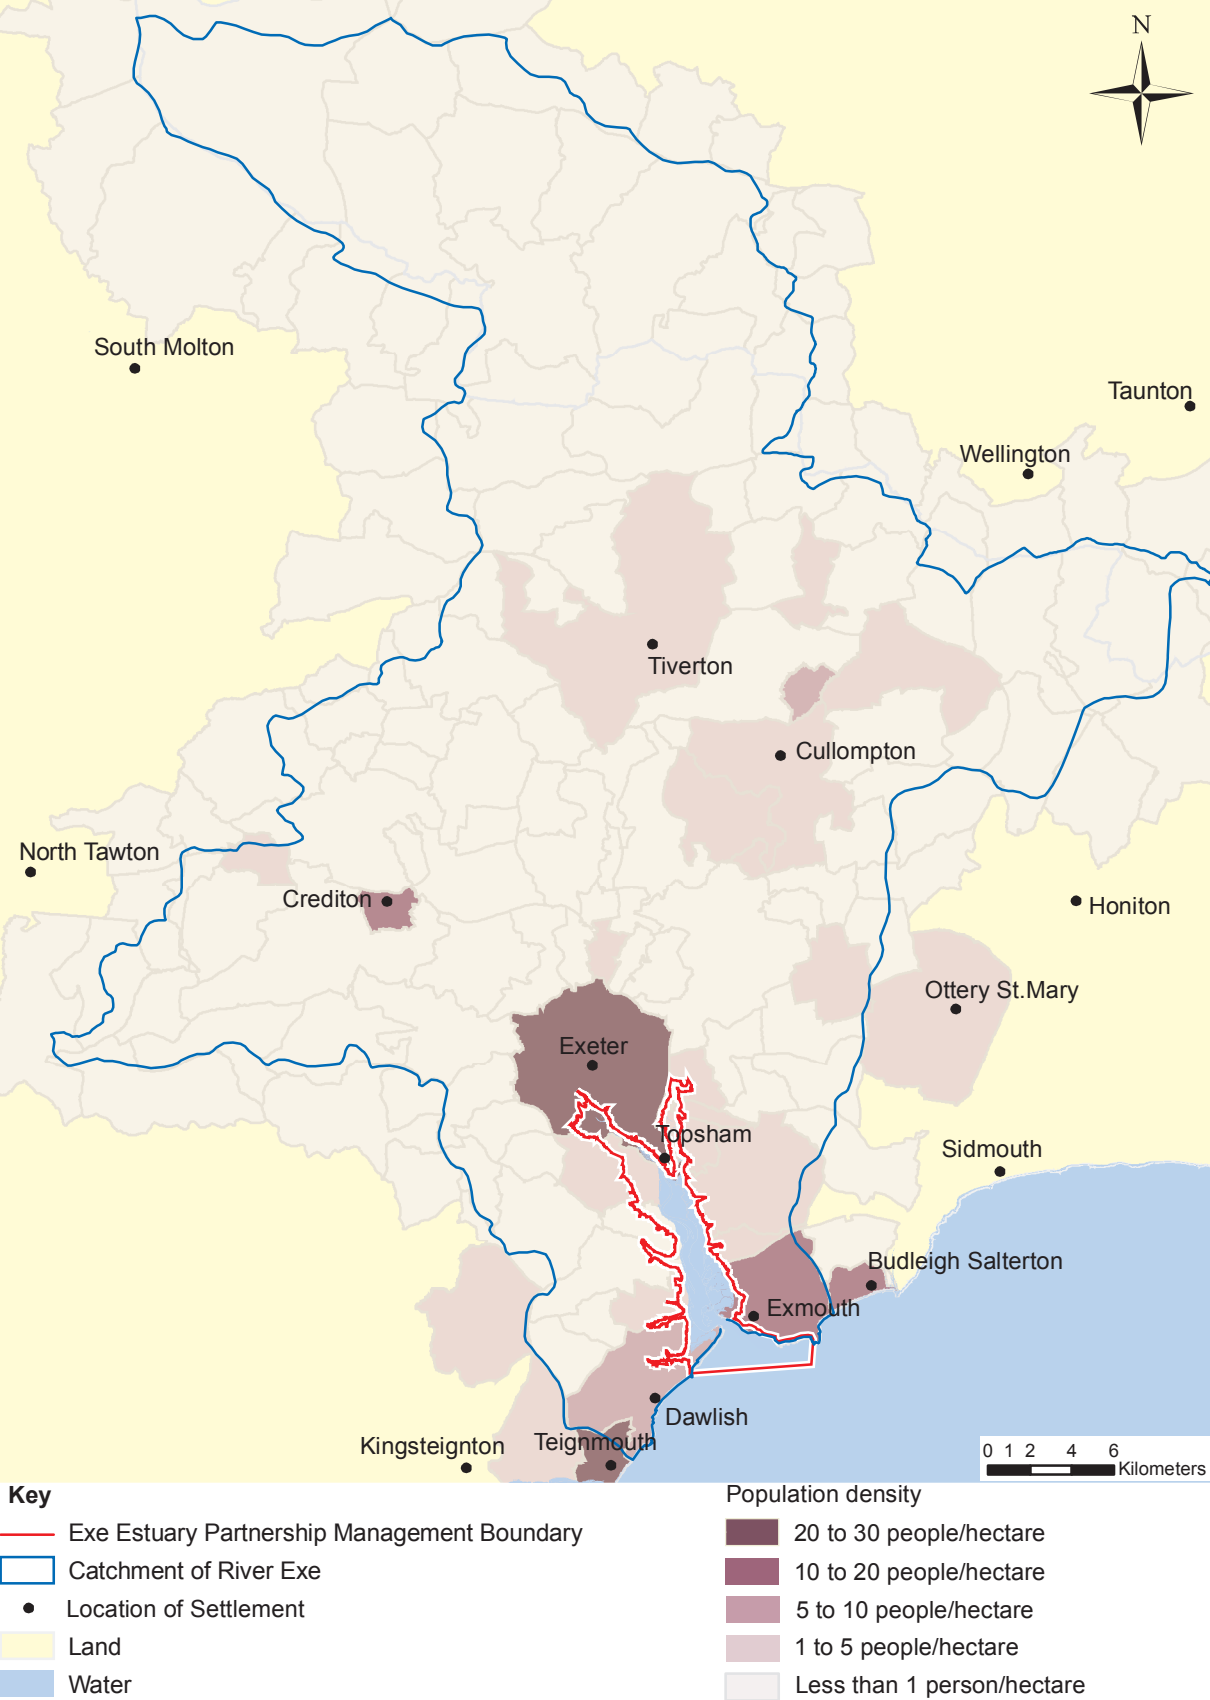 N
South Molton
Taunton
Wellington
Tiverton
Cullompton
North Tawton
Crediton
Honiton
Ottery St.Mary
Exeter
Topsham
Sidmouth
Budleigh Salterton
Exmouth
Dawlish
Kingsteignton
Teignmouth
0 1 2 4 6
Kilometers
Key
Exe Estuary Partnership Management Boundary
Catchment of River Exe
Location of Settlement
Land
Water
Population density
20 to 30 people/hectare
10 to 20 people/hectare
5 to 10 people/hectare
1 to 5 people/hectare
Less than 1 person/hectare